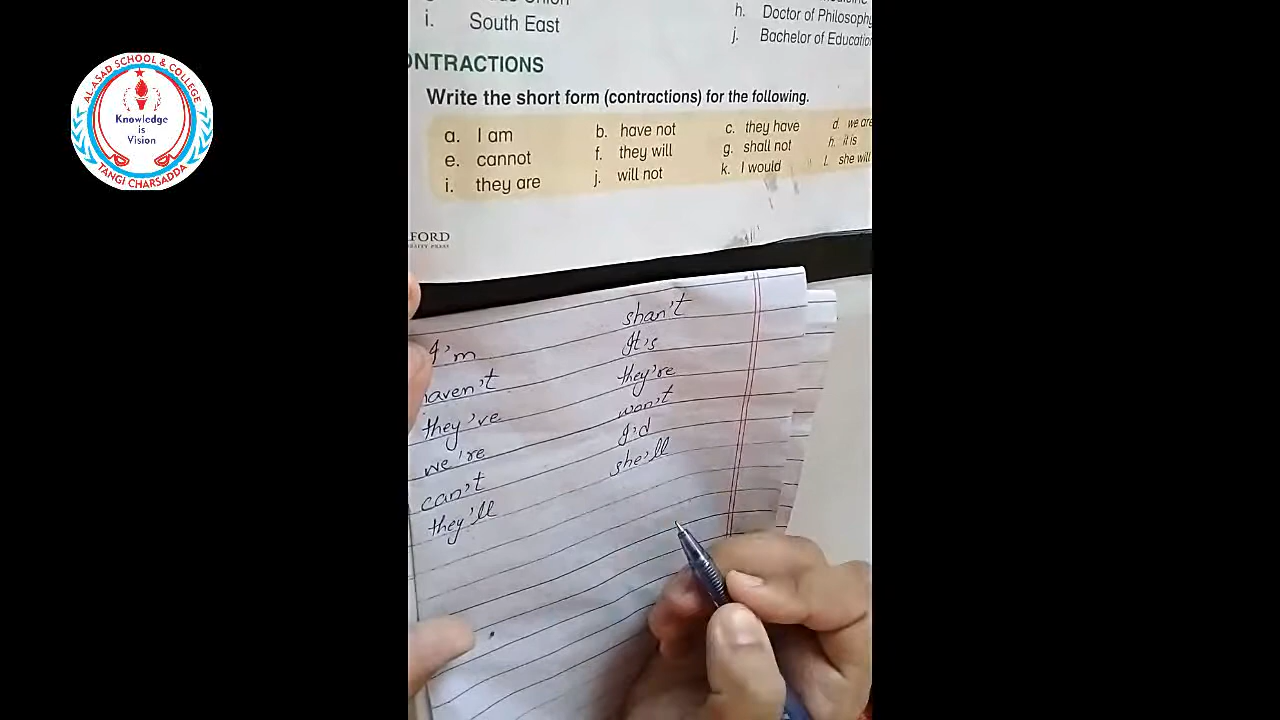 AL-ASAD SCHOOL & COLLEGE
Knowledge
is
Vision
TANGI CHARSADDA
i. South East
h. Doctor of Philosophy
j. Bachelor of Educatio
ONTRACTIONS
Write the short form (contractions) for the following.
a. I am b. have not c. they have d. we are
e. cannot f. they will g. shall not h. it is
i. they are j. will not k. I would l. she will
FORD
I'm
haven't
they've
we're
can't
they'll
shan't
It's
they're
won't
I'd
she'll